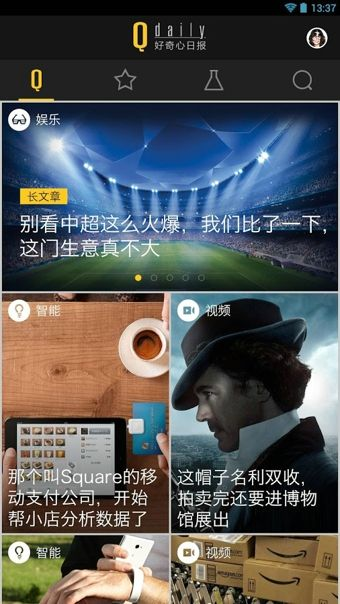 13:37
Q daily
好奇心日报
Q
娱乐
长文章
别看中超这么火爆，我们比了一下，
这门生意真不大
智能
那个叫Square的移
动支付公司，开始
帮小店分析数据了
视频
这帽子名利双收，
拍卖完还要进博物
馆展出
智能
视频